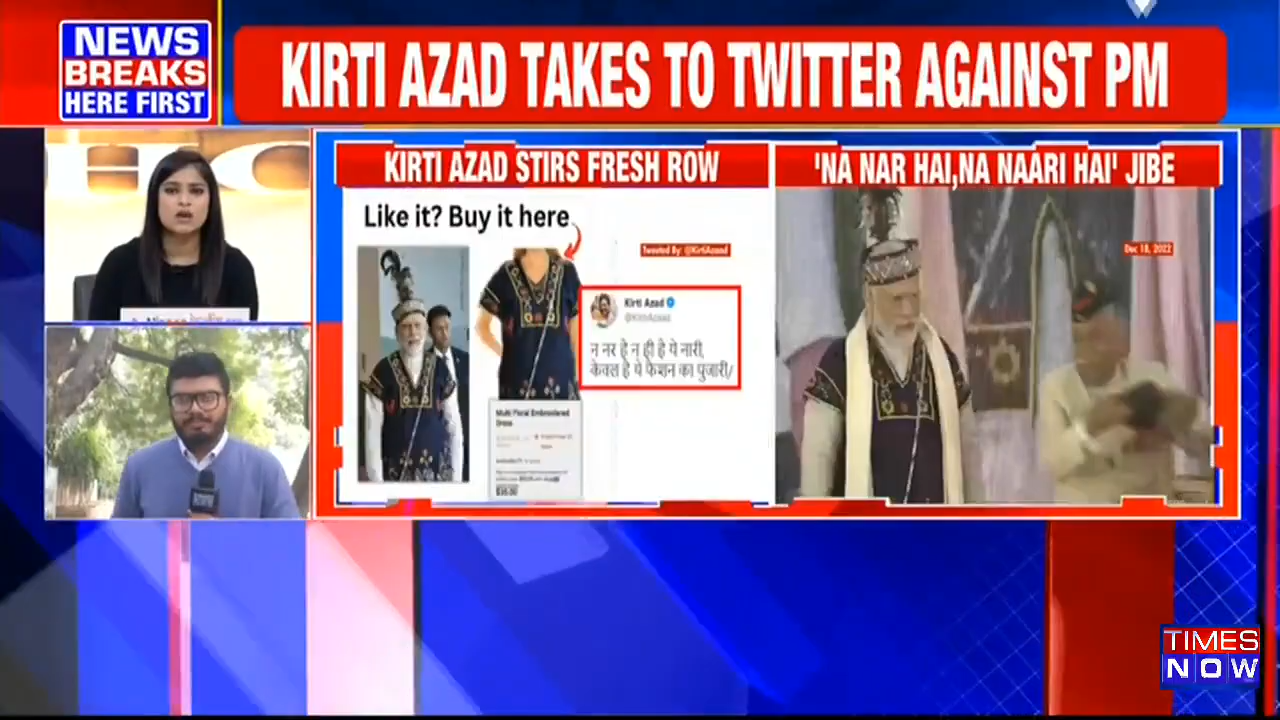 NEWS
BREAKS
HERE FIRST
KIRTI AZAD TAKES TO TWITTER AGAINST PM
KIRTI AZAD STIRS FRESH ROW
'NA NAR HAI,NA NAARI HAI' JIBE
Like it? Buy it here
Tweeted By: @KirtiAzaad
Dec 18, 2022
Kirti Azad
@KirtiAzaad
न नर है न ही है ये नारी,
केवल है ये फैशन का पुजारी/
Multi Floral Embroidered
Dress
TIMES
NOW